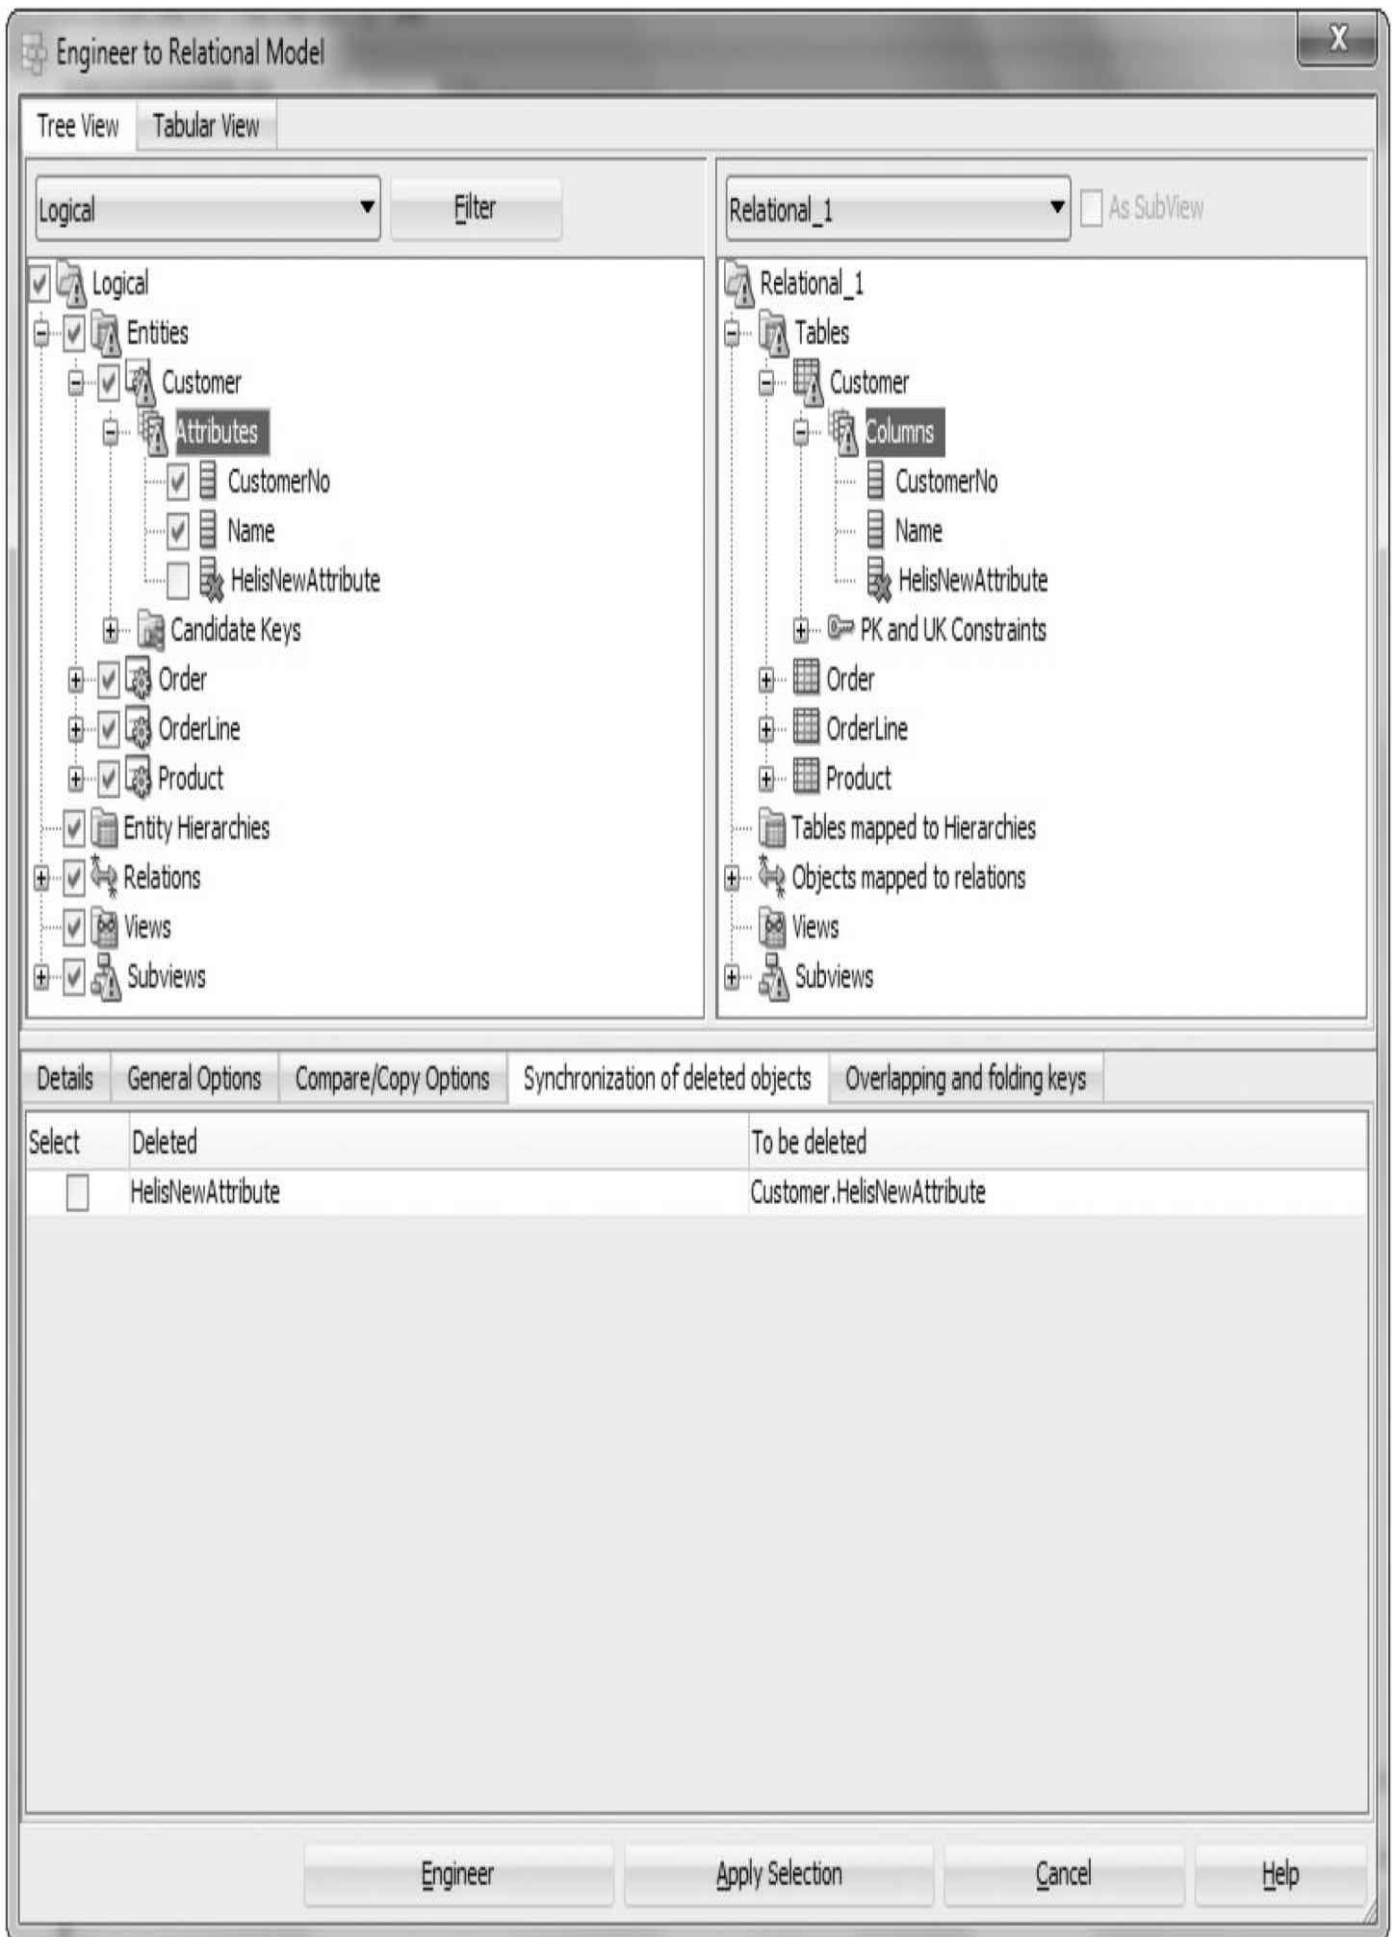 Engineer to Relational Model
X
Tree View Tabular View
Logical Filter
Logical
Entities
Customer
Attributes
CustomerNo
Name
HelisNewAttribute
Candidate Keys
Order
OrderLine
Product
Entity Hierarchies
Relations
Views
Subviews
Relational_1 As SubView
Relational_1
Tables
Customer
Columns
CustomerNo
Name
HelisNewAttribute
PK and UK Constraints
Order
OrderLine
Product
Tables mapped to Hierarchies
Objects mapped to relations
Views
Subviews
Details General Options Compare/Copy Options Synchronization of deleted objects Overlapping and folding keys
Select Deleted To be deleted
HelisNewAttribute Customer.HelisNewAttribute
Engineer Apply Selection Cancel Help